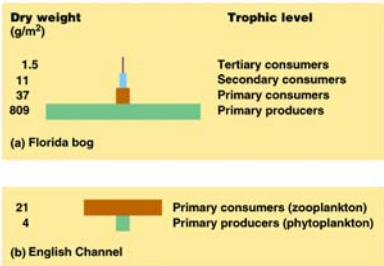 Dry weight Trophic level
(g/m²)
1.5 Tertiary consumers
11 Secondary consumers
37 Primary consumers
809 Primary producers
(a) Florida bog
21 Primary consumers (zooplankton)
4 Primary producers (phytoplankton)
(b) English Channel